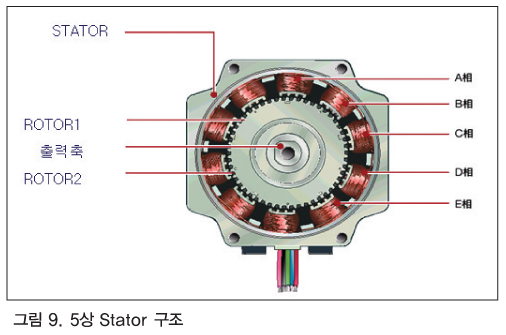 STATOR
ROTOR1
출력축
ROTOR2
A相
B相
C相
D相
E相
그림 9. 5상 Stator 구조